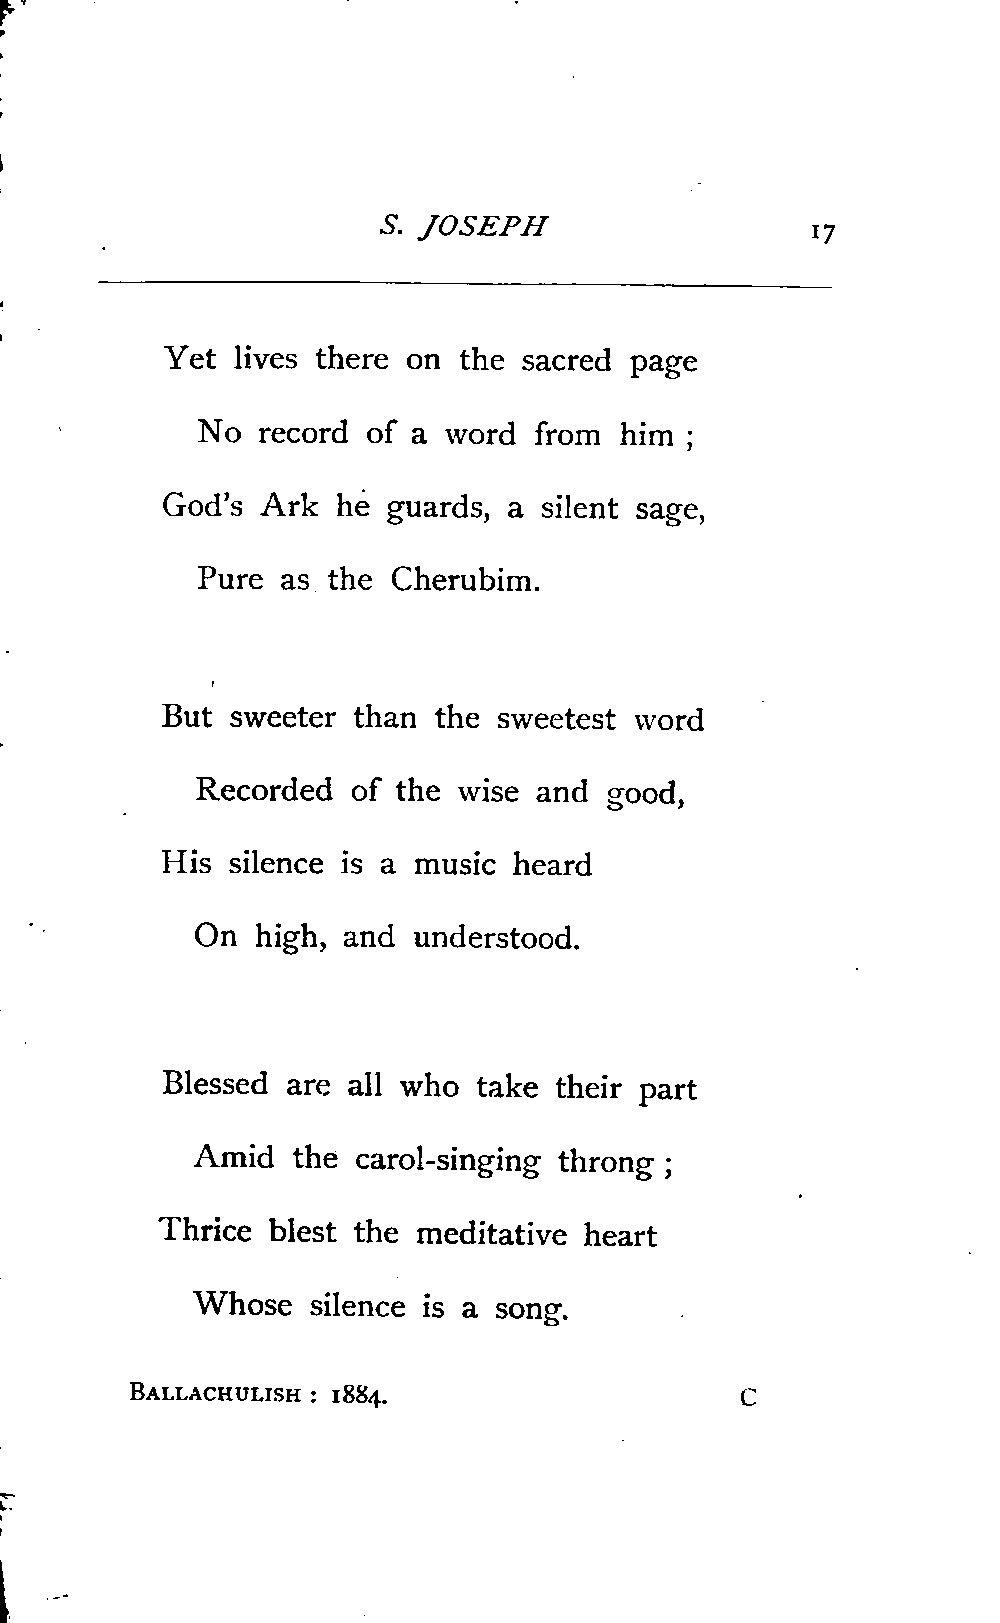 S. JOSEPH 17
Yet lives there on the sacred page
No record of a word from him ;
God's Ark he guards, a silent sage,
Pure as the Cherubim.
But sweeter than the sweetest word
Recorded of the wise and good,
His silence is a music heard
On high, and understood.
Blessed are all who take their part
Amid the carol-singing throng ;
Thrice blest the meditative heart
Whose silence is a song.
BALLACHULISH : 1884. C